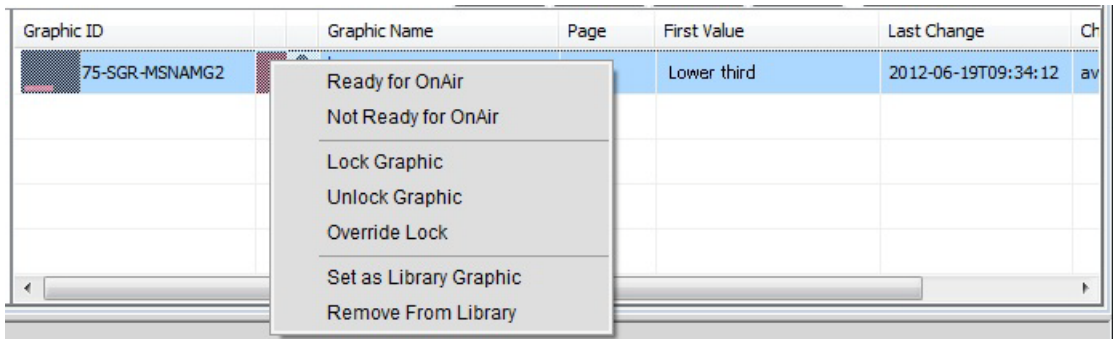 Graphic ID Graphic Name Page First Value Last Change Ch
75-SGR-MSNAMG2 Lower third 2012-06-19T09:34:12 av
Ready for OnAir
Not Ready for OnAir
Lock Graphic
Unlock Graphic
Override Lock
Set as Library Graphic
Remove From Library